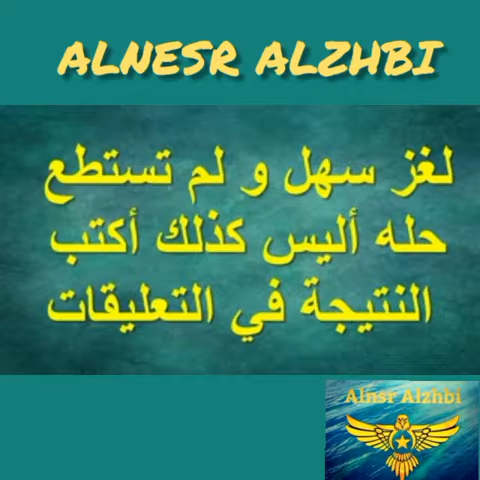 ALNESR ALZHBI
لغز سهل و لم تستطع
حله أليس كذلك أكتب
النتيجة في التعليقات
Alnsr Alzhbi